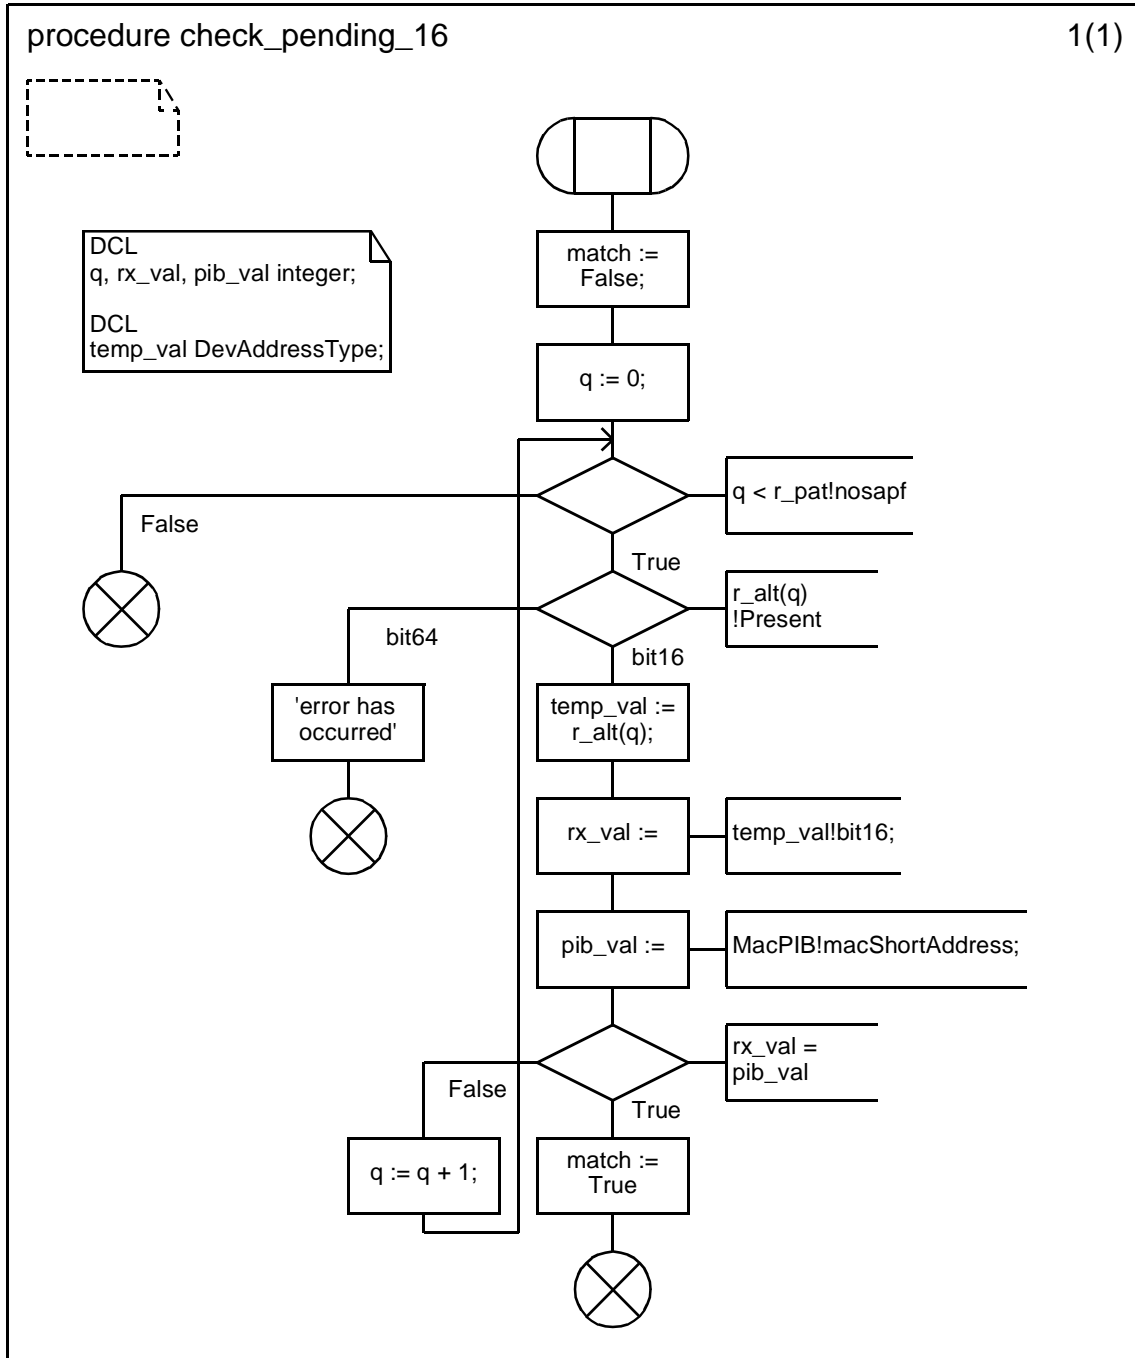 procedure check_pending_16
1(1)
DCL
q, rx_val, pib_val integer;
DCL
temp_val DevAddressType;
match :=
False;
q := 0;
q < r_pat!nosapf
False
True
r_alt(q)
!Present
bit64
bit16
'error has
occurred'
temp_val :=
r_alt(q);
rx_val :=
temp_val!bit16;
pib_val :=
MacPIB!macShortAddress;
rx_val =
pib_val
False
True
q := q + 1;
match :=
True